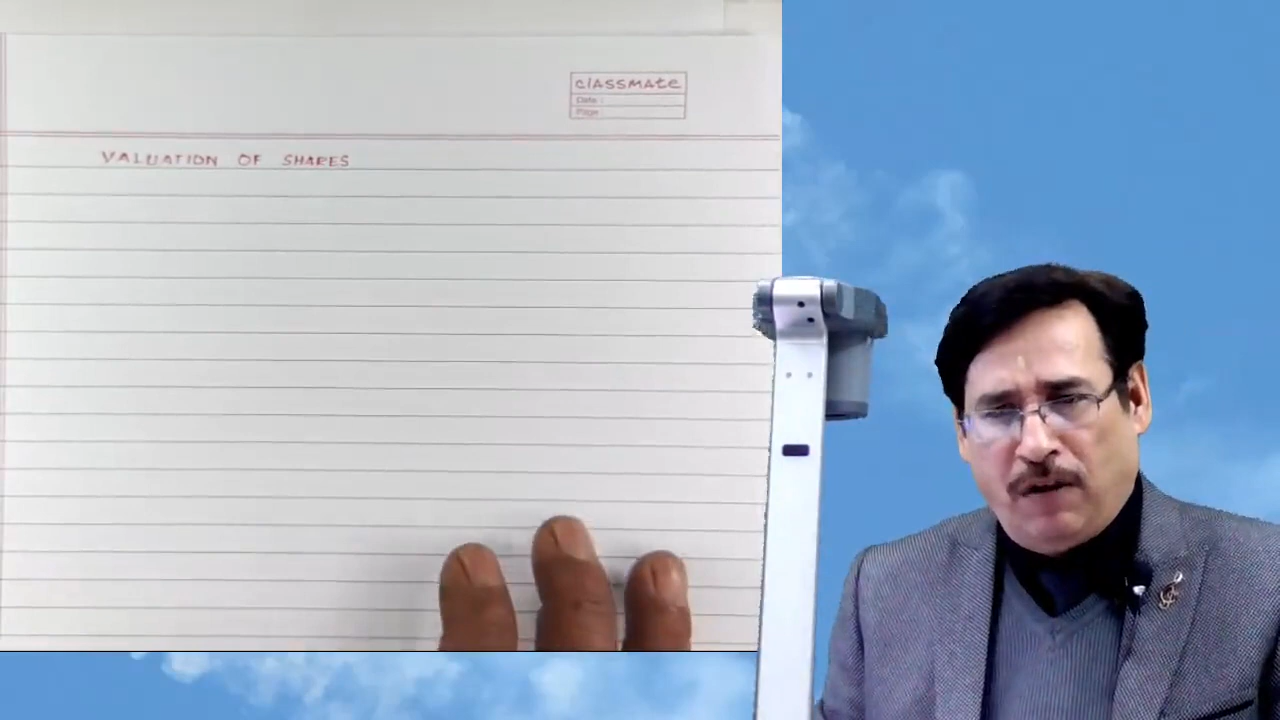 classmate
Date :
Page
VALUATION OF SHARES